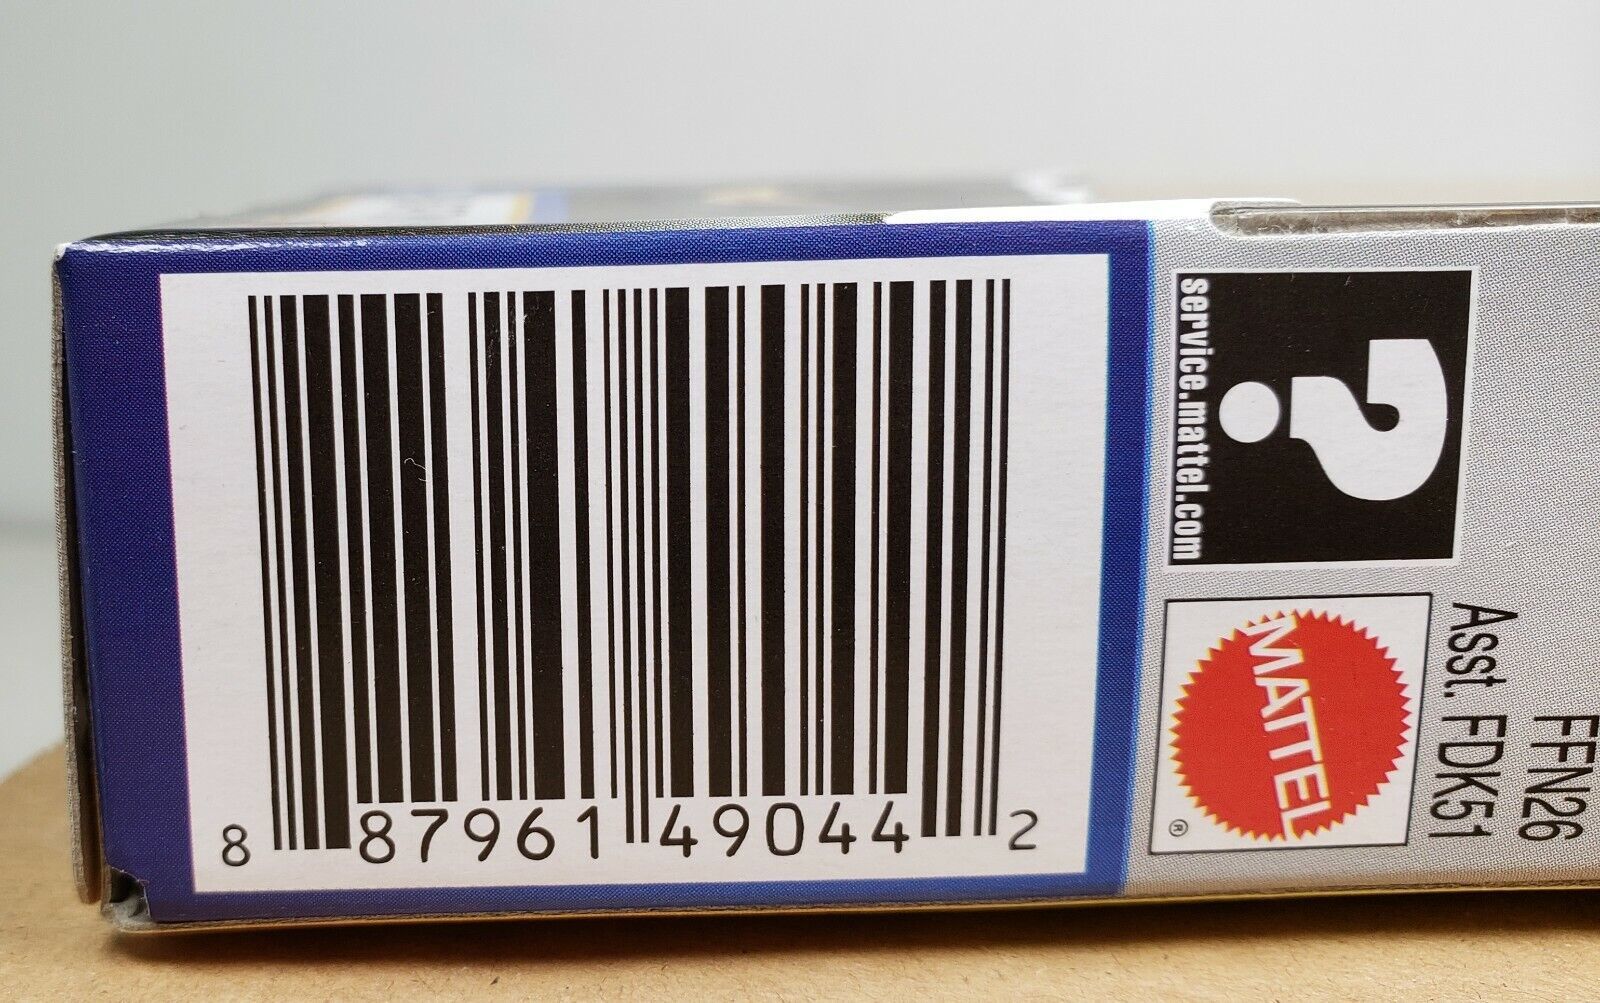 8 87961 49044 2
service.mattel.com
?
MATTEL
®
Asst. FDK51
FFN26